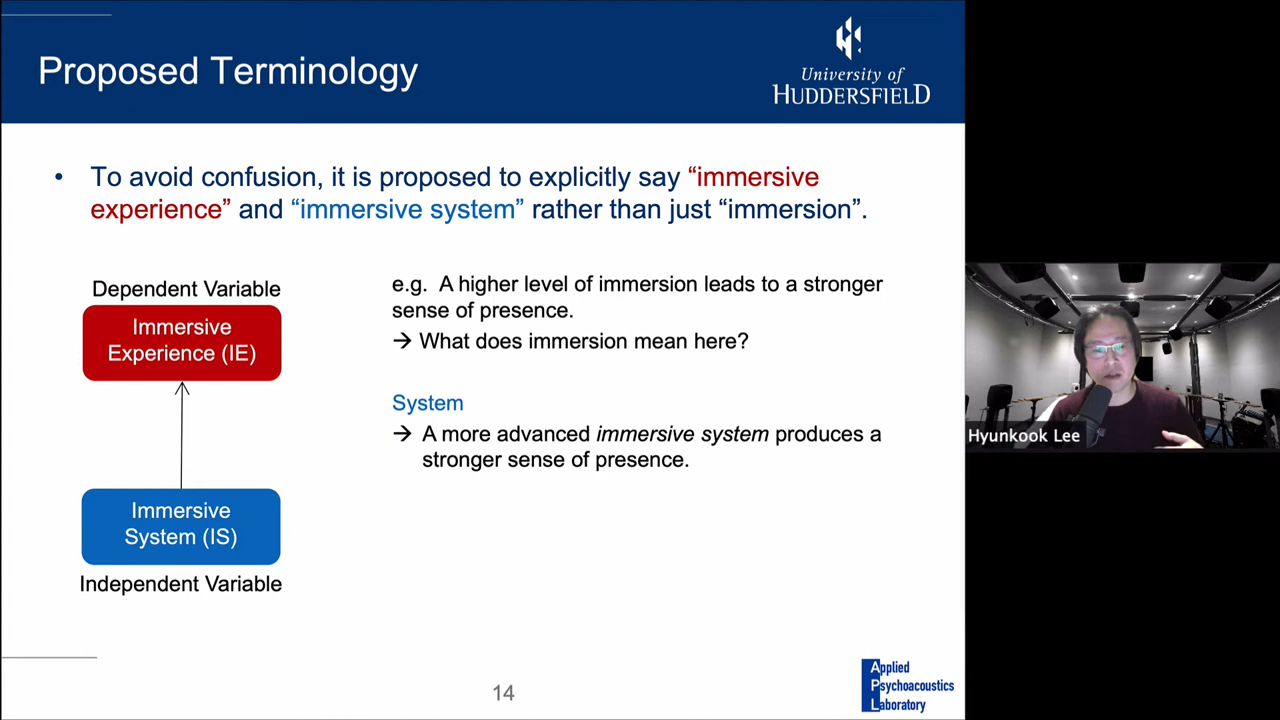 Proposed Terminology
University of
HUDDERSFIELD
• To avoid confusion, it is proposed to explicitly say “immersive
experience” and “immersive system” rather than just “immersion”.
Dependent Variable
Immersive
Experience (IE)
Immersive
System (IS)
Independent Variable
e.g. A higher level of immersion leads to a stronger
sense of presence.
→ What does immersion mean here?
System
→ A more advanced immersive system produces a
stronger sense of presence.
Hyunkook Lee
14
Applied
Psychoacoustics
Laboratory